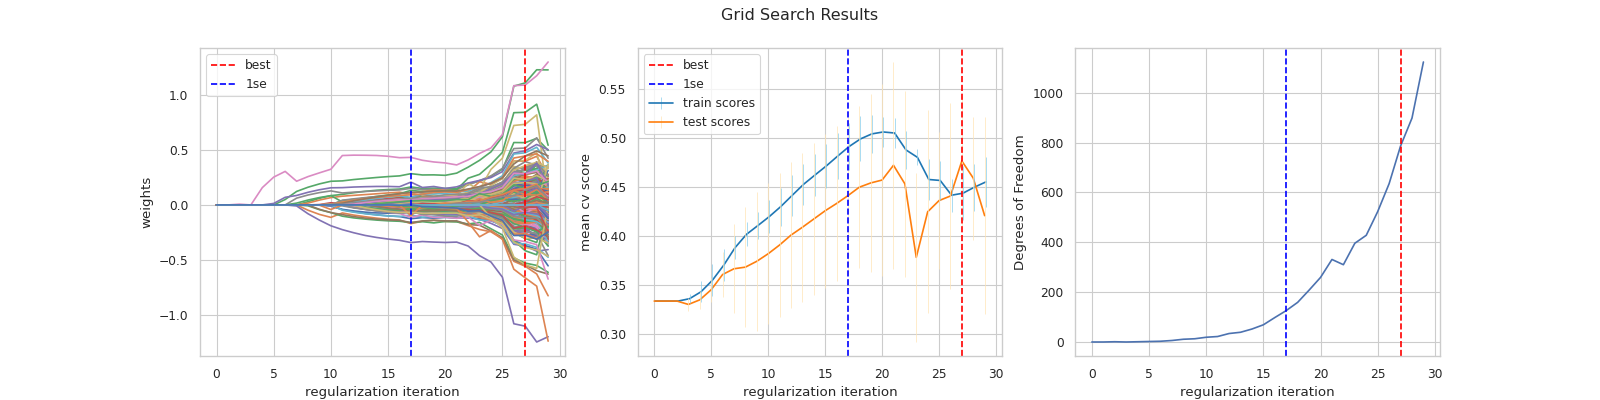 Grid Search Results
best
1se
1.0
0.5
0.0
−0.5
−1.0
weights
0
5
10
15
20
25
30
regularization iteration
best
1se
train scores
test scores
0.55
0.50
0.45
0.40
0.35
0.30
mean cv score
0
5
10
15
20
25
30
regularization iteration
1000
800
600
400
200
0
Degrees of Freedom
0
5
10
15
20
25
30
regularization iteration